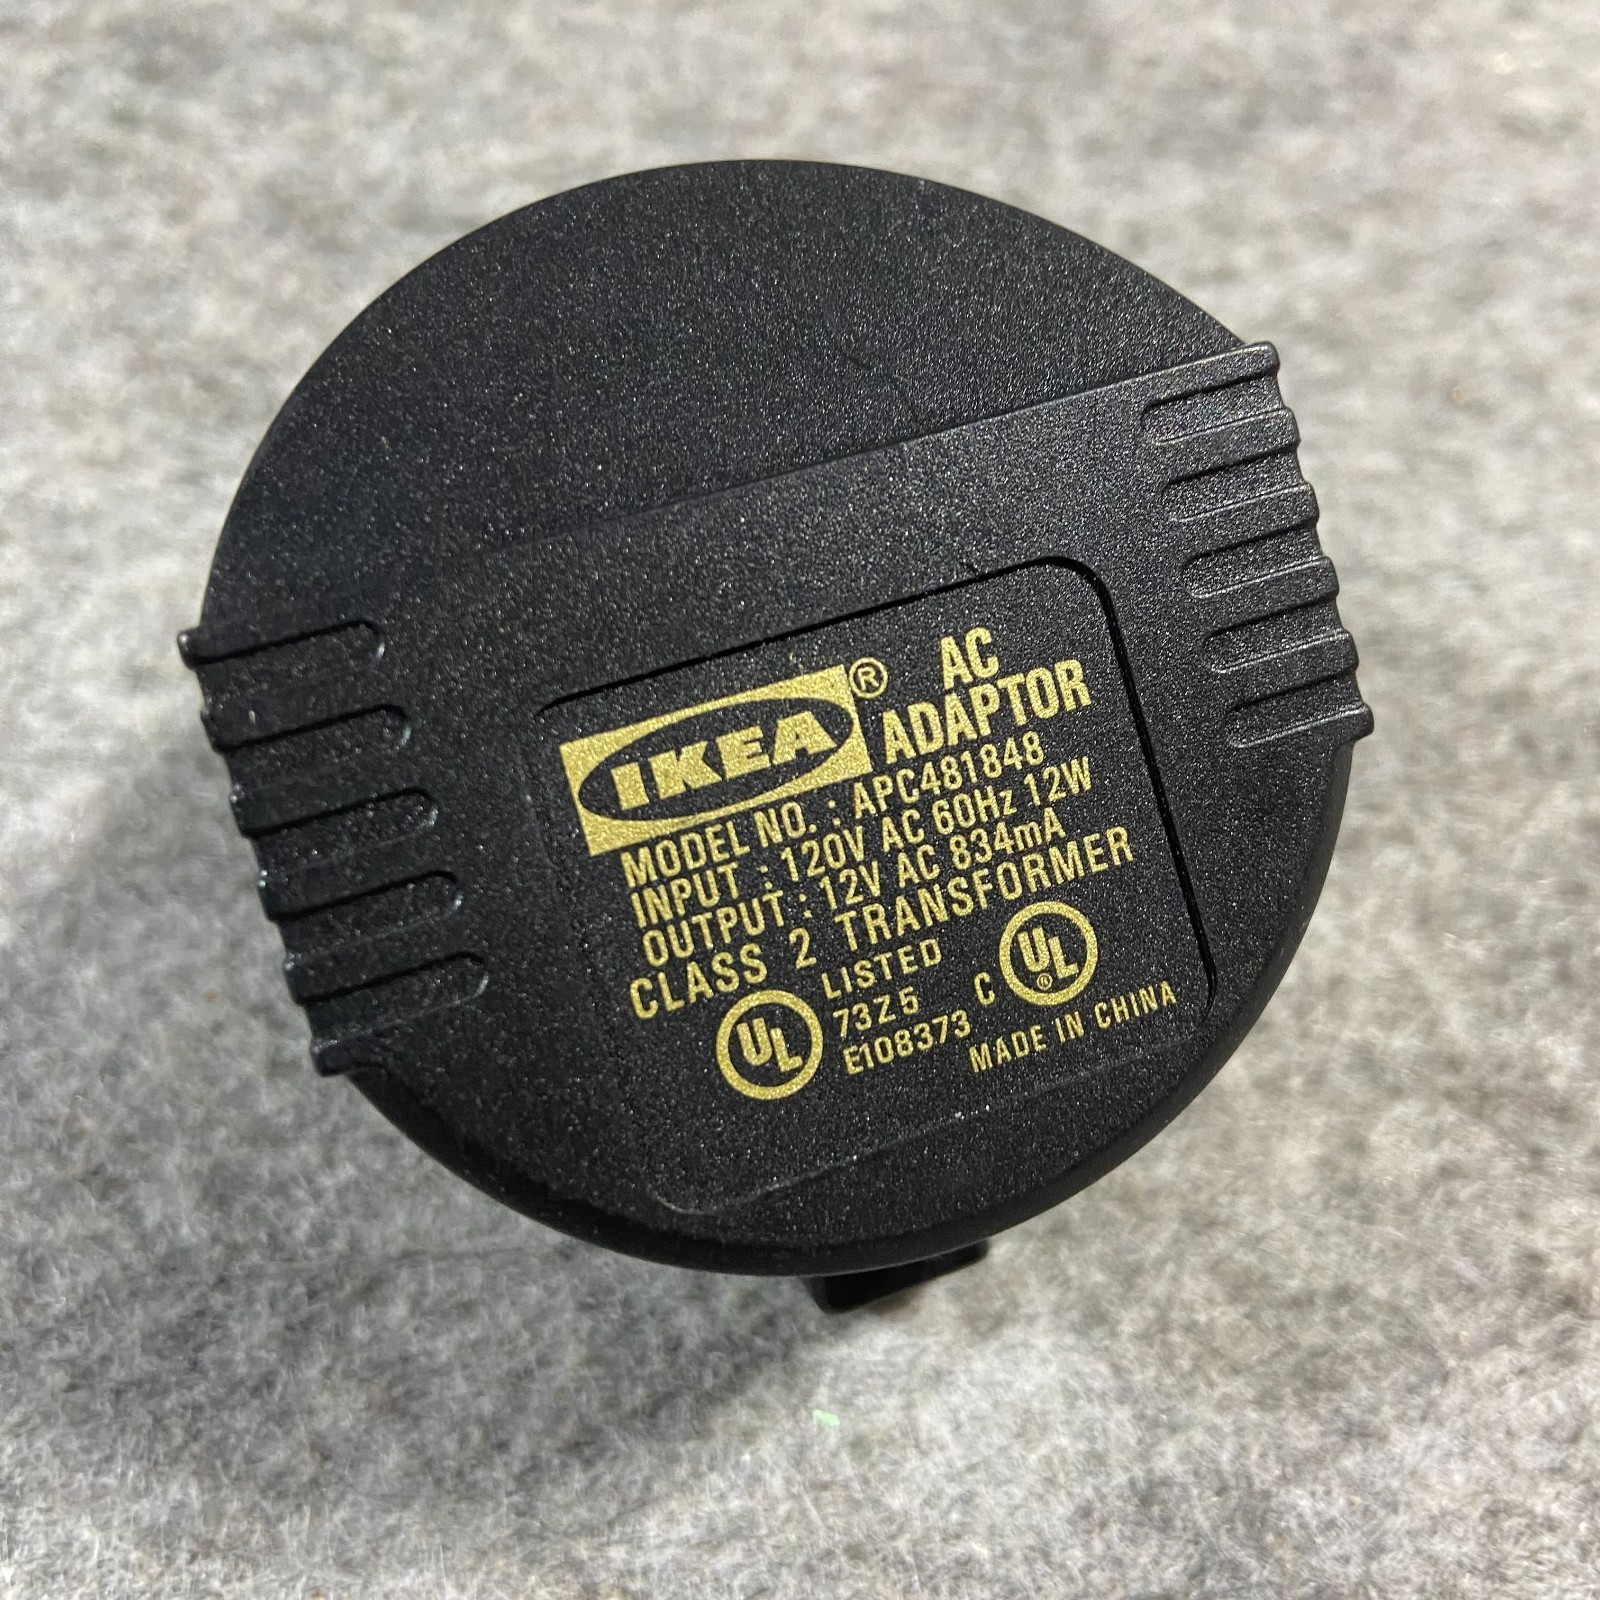 IKEA® AC
ADAPTOR
MODEL NO. : APC481848
INPUT : 120V AC 60Hz 12W
OUTPUT : 12V AC 834mA
CLASS 2 TRANSFORMER
UL LISTED C UL®
73Z5
E108373
MADE IN CHINA